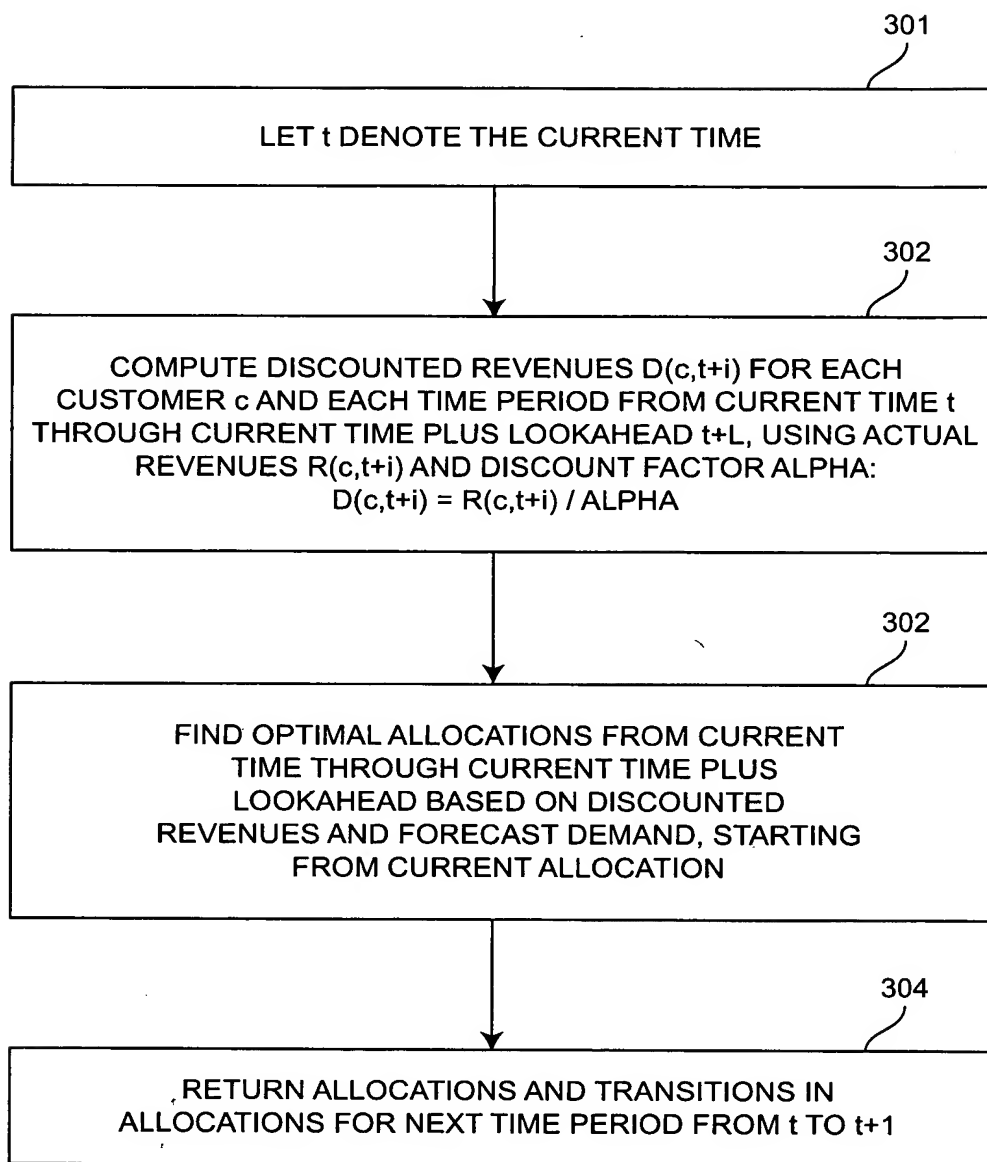 301
LET t DENOTE THE CURRENT TIME
302
COMPUTE DISCOUNTED REVENUES D(c,t+i) FOR EACH
CUSTOMER c AND EACH TIME PERIOD FROM CURRENT TIME t
THROUGH CURRENT TIME PLUS LOOKAHEAD t+L, USING ACTUAL
REVENUES R(c,t+i) AND DISCOUNT FACTOR ALPHA:
D(c,t+i) = R(c,t+i) / ALPHA
302
FIND OPTIMAL ALLOCATIONS FROM CURRENT
TIME THROUGH CURRENT TIME PLUS
LOOKAHEAD BASED ON DISCOUNTED
REVENUES AND FORECAST DEMAND, STARTING
FROM CURRENT ALLOCATION
304
RETURN ALLOCATIONS AND TRANSITIONS IN
ALLOCATIONS FOR NEXT TIME PERIOD FROM t TO t+1